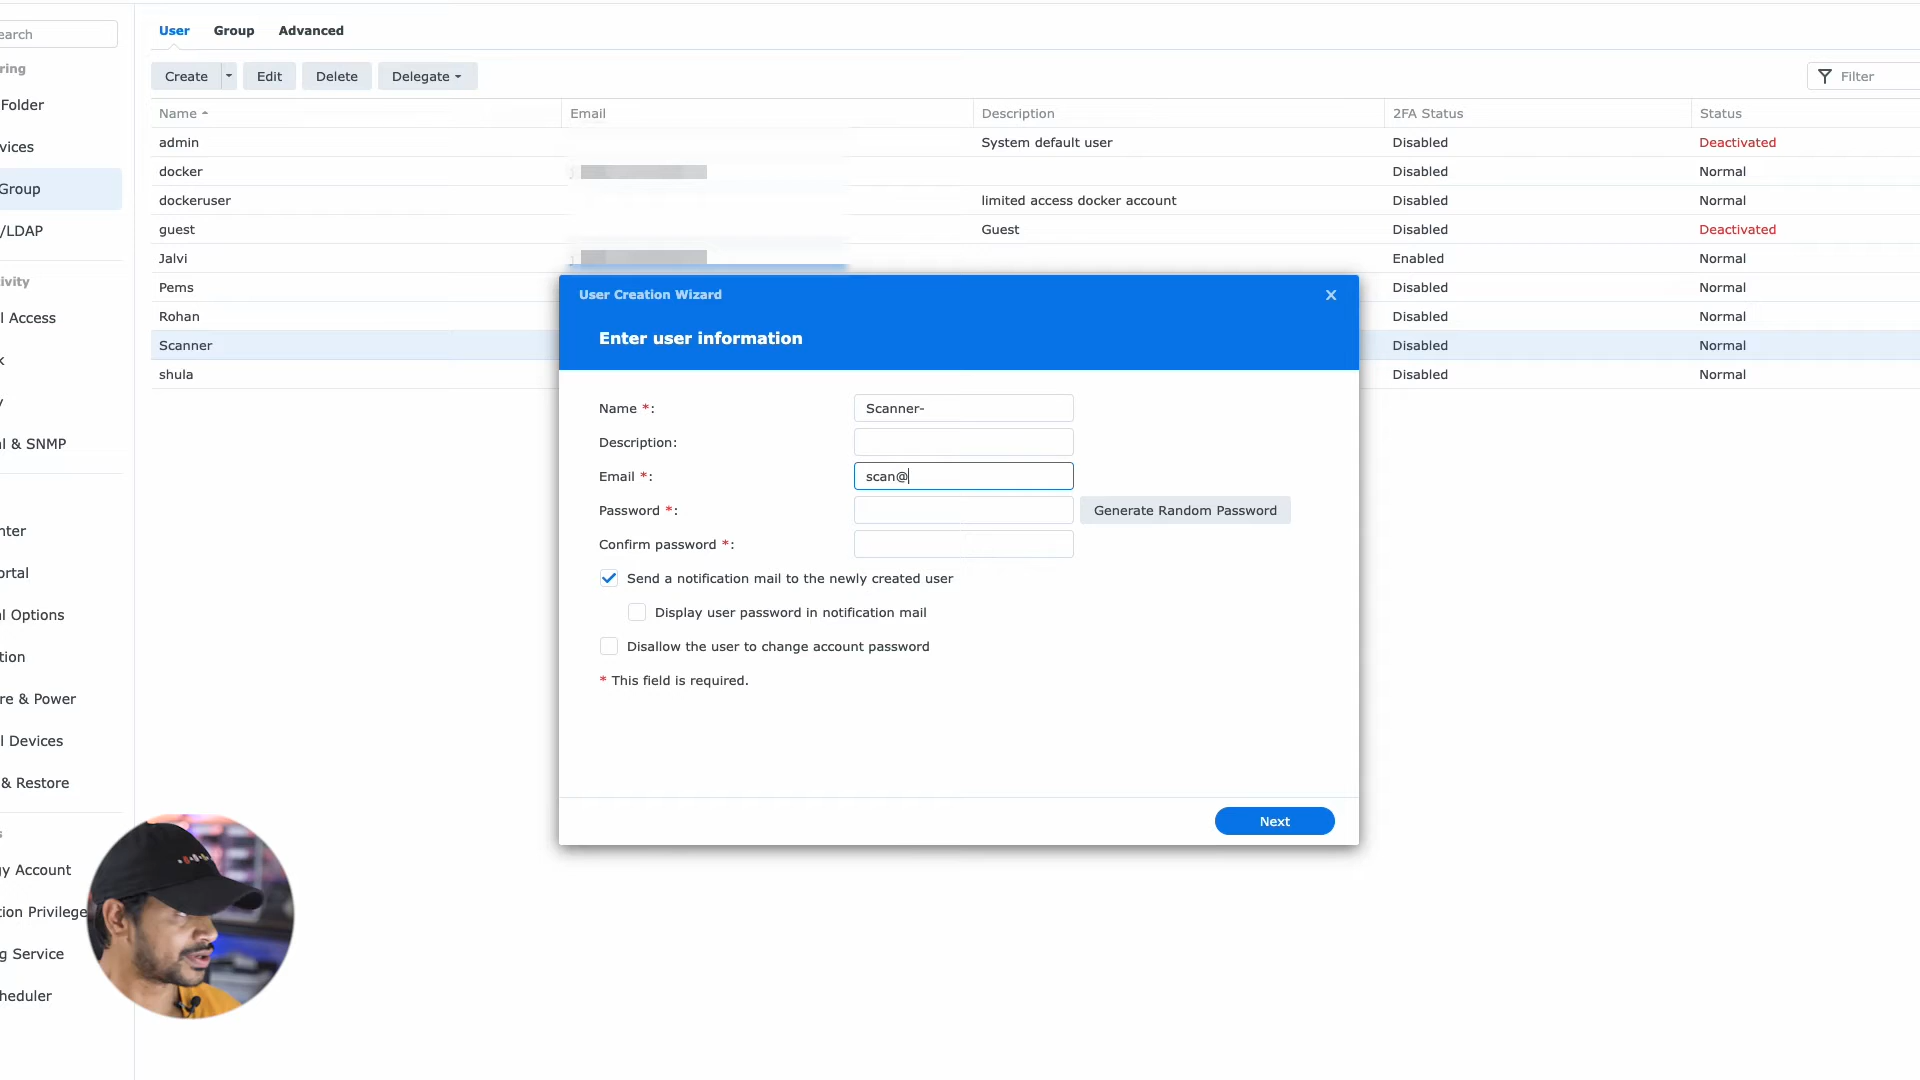 User Group Advanced
earch
ring
Folder
vices
Group
/LDAP
ivity
l Access
k
y
l & SNMP
nter
ortal
l Options
tion
re & Power
l Devices
& Restore
s
gy Account
tion Privilege
g Service
heduler
Create Edit Delete Delegate Filter
Name Email Description 2FA Status Status
admin System default user Disabled Deactivated
docker Disabled Normal
dockeruser limited access docker account Disabled Normal
guest Guest Disabled Deactivated
Jalvi Enabled Normal
Pems Disabled Normal
Rohan Disabled Normal
Scanner Disabled Normal
shula Disabled Normal
User Creation Wizard
Enter user information
Name *: Scanner-
Description:
Email *: scan@
Password *: Generate Random Password
Confirm password *:
Send a notification mail to the newly created user
Display user password in notification mail
Disallow the user to change account password
* This field is required.
Next